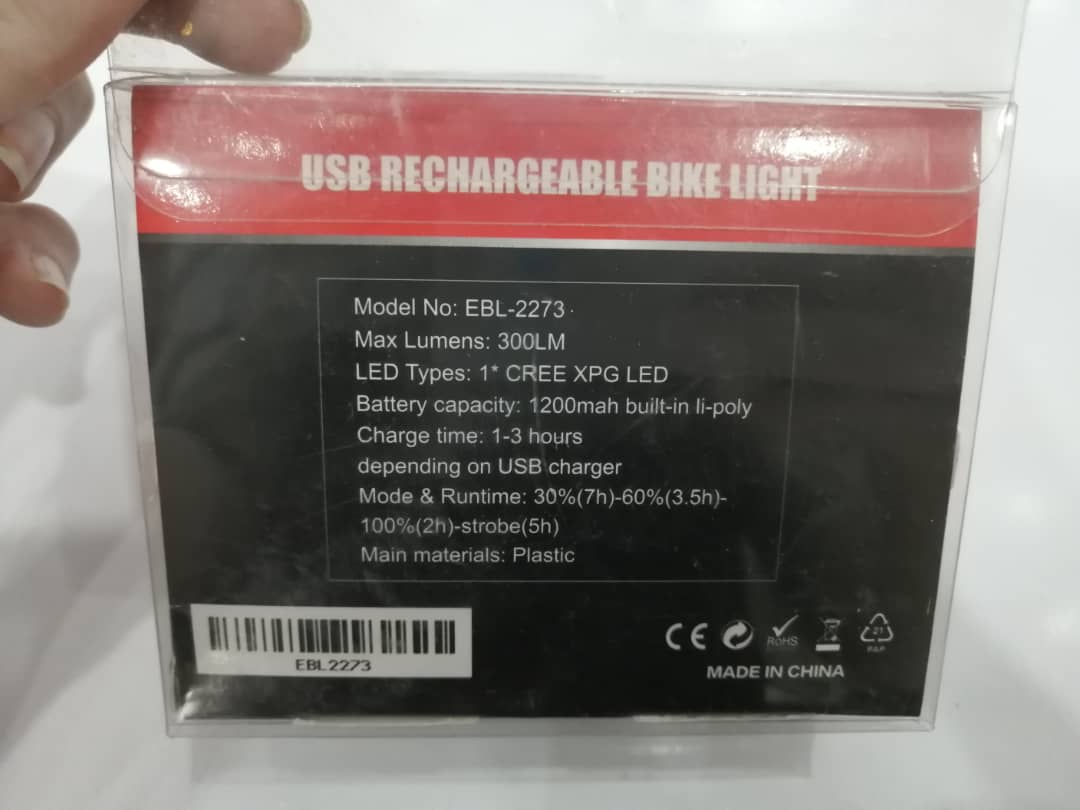 USB RECHARGEABLE BIKE LIGHT
Model No: EBL-2273
Max Lumens: 300LM
LED Types: 1* CREE XPG LED
Battery capacity: 1200mah built-in li-poly
Charge time: 1-3 hours
depending on USB charger
Mode & Runtime: 30%(7h)-60%(3.5h)-
100%(2h)-strobe(5h)
Main materials: Plastic
EBL2273
CE RoHS 21
PAP
MADE IN CHINA